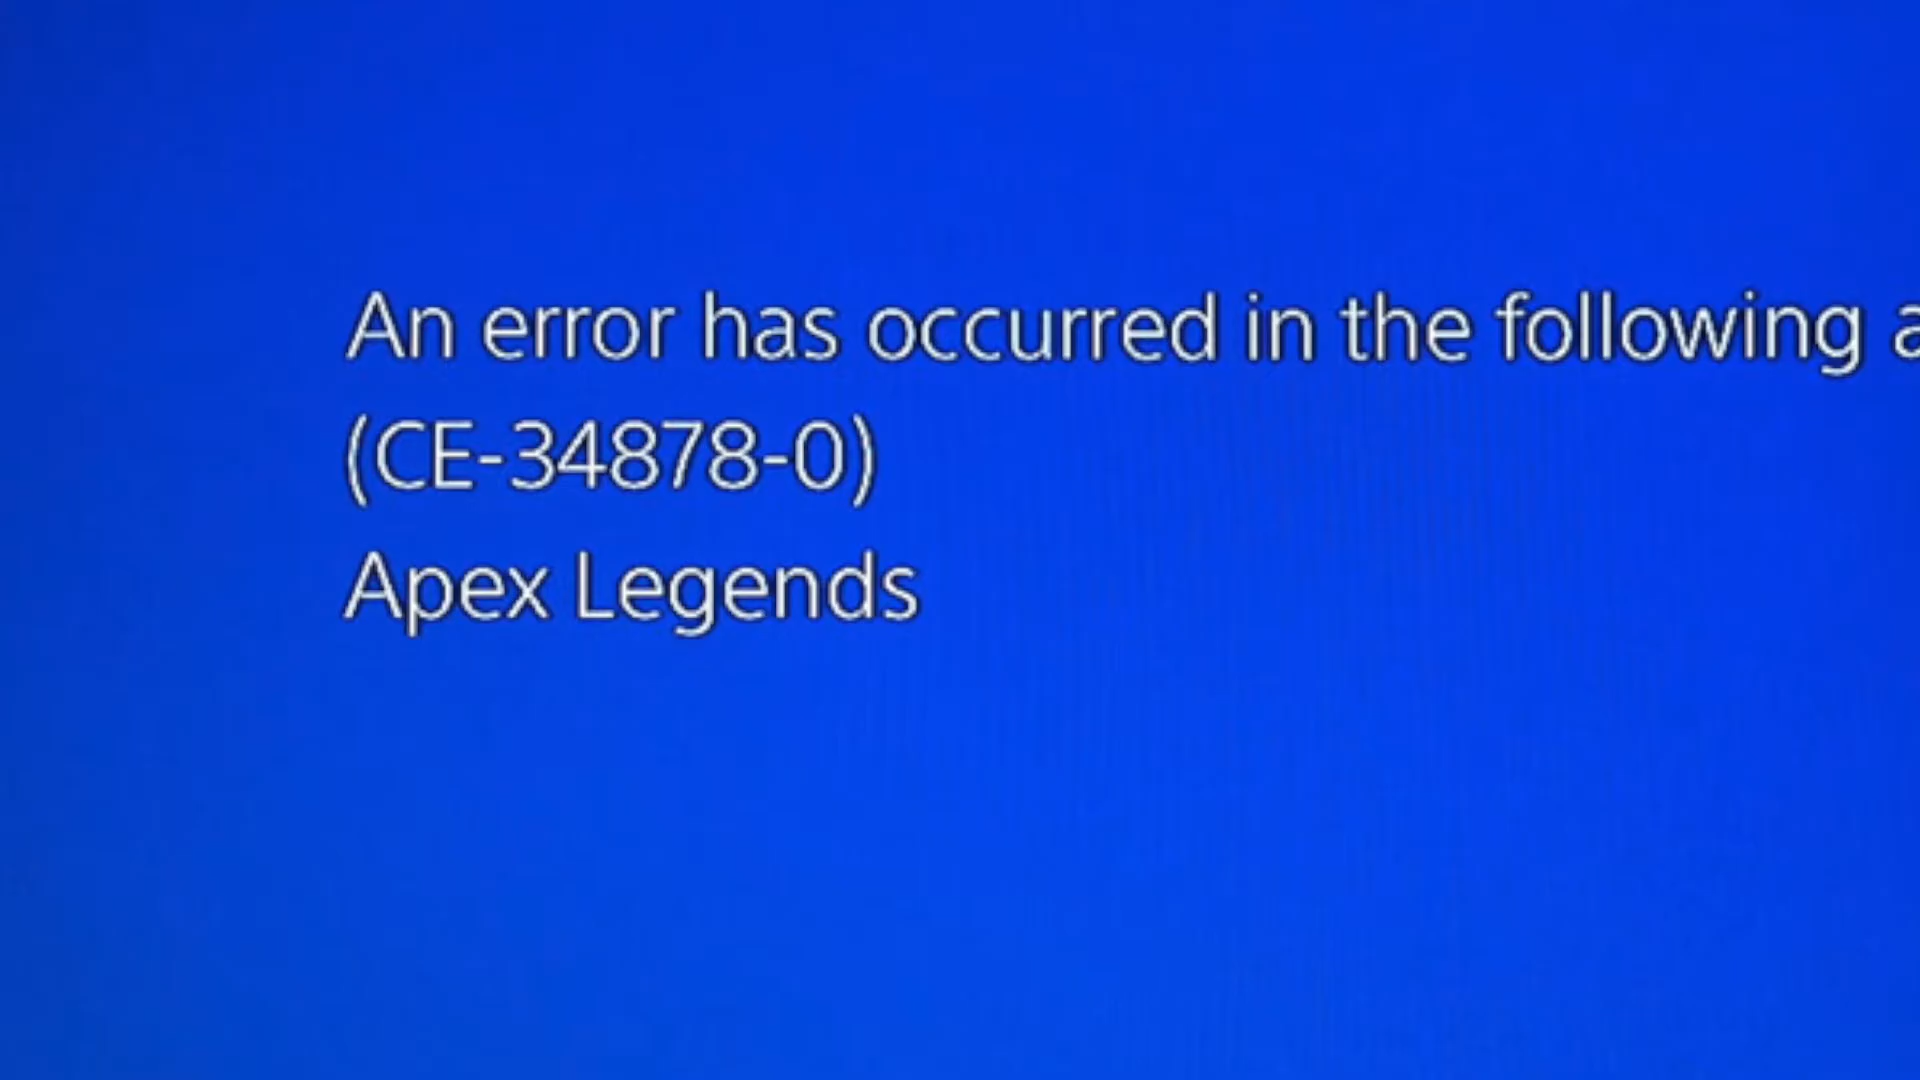 An error has occurred in the following
(CE-34878-0)
Apex Legends